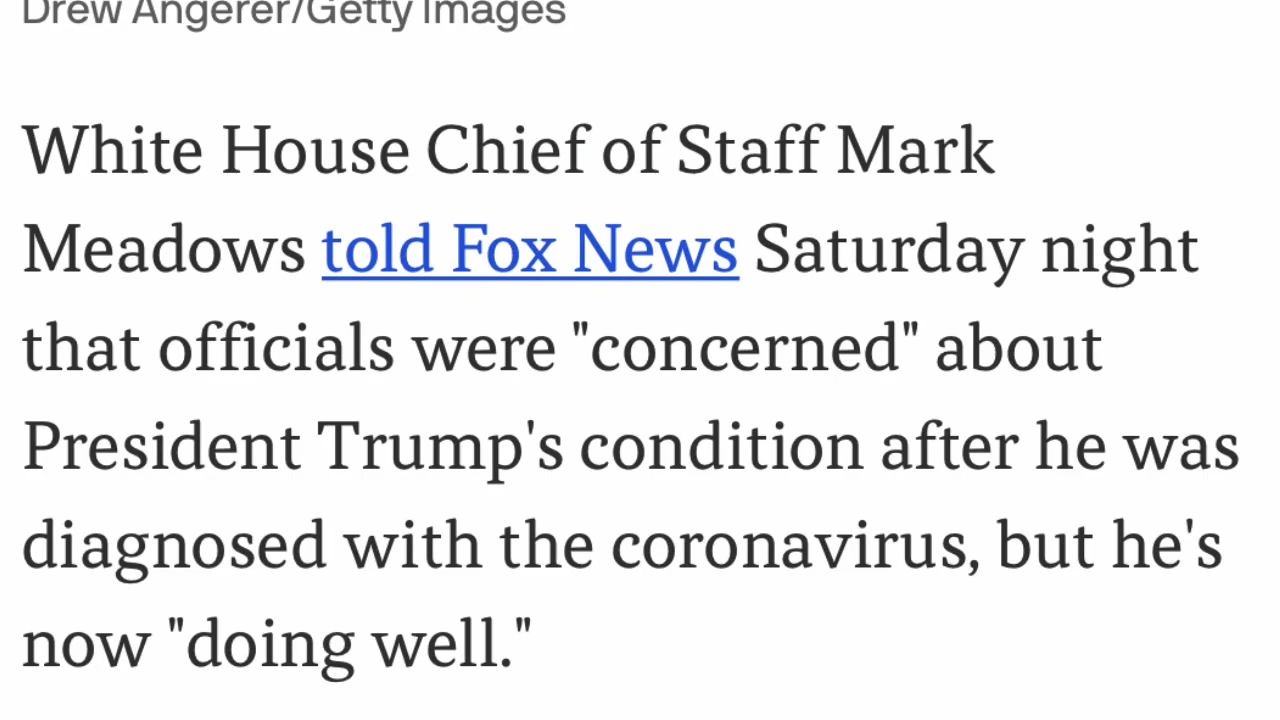 Drew Angerer/Getty Images
White House Chief of Staff Mark
Meadows told Fox News Saturday night
that officials were "concerned" about
President Trump's condition after he was
diagnosed with the coronavirus, but he's
now "doing well."